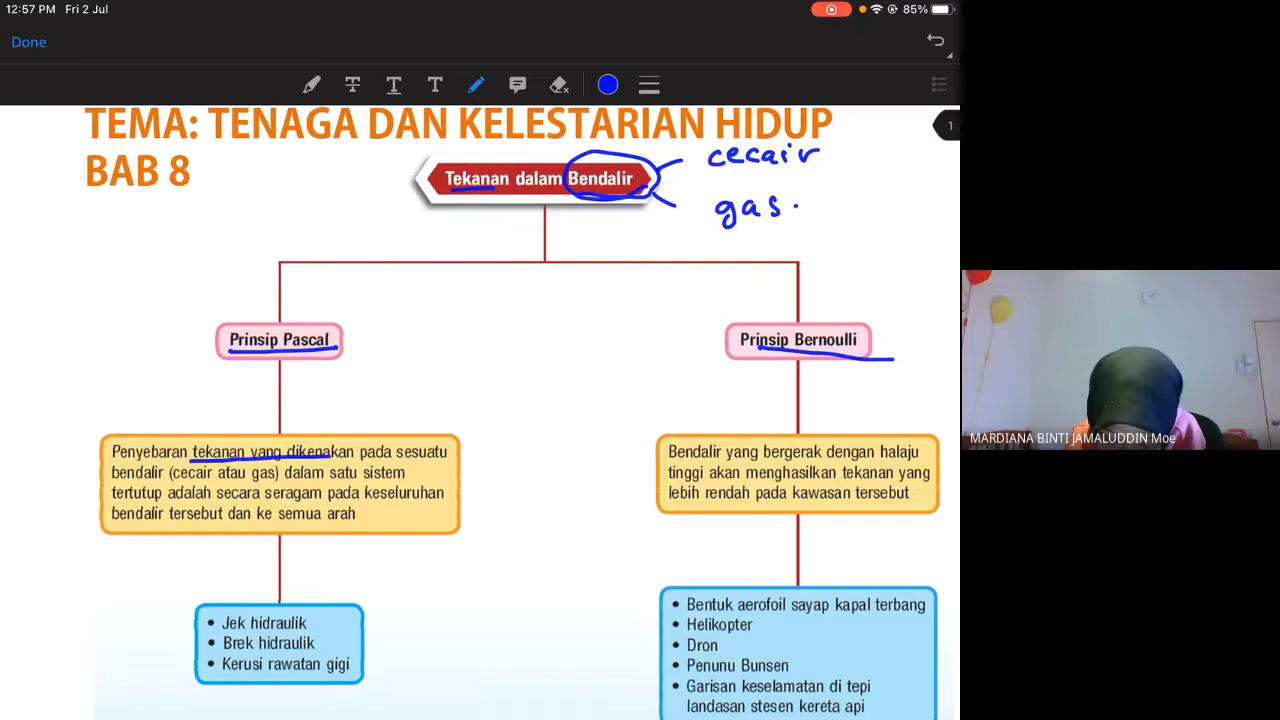 12:57 PM Fri 2 Jul
85%
Done
TEMA: TENAGA DAN KELESTARIAN HIDUP
BAB 8
1
Tekanan dalam Bendalir
cecair
gas.
Prinsip Pascal
Prinsip Bernoulli
Penyebaran tekanan yang dikenakan pada sesuatu
bendalir (cecair atau gas) dalam satu sistem
tertutup adalah secara seragam pada keseluruhan
bendalir tersebut dan ke semua arah
Bendalir yang bergerak dengan halaju
tinggi akan menghasilkan tekanan yang
lebih rendah pada kawasan tersebut
• Jek hidraulik
• Brek hidraulik
• Kerusi rawatan gigi
• Bentuk aerofoil sayap kapal terbang
• Helikopter
• Dron
• Penunu Bunsen
• Garisan keselamatan di tepi
landasan stesen kereta api
MARDIANA BINTI JAMALUDDIN Moe